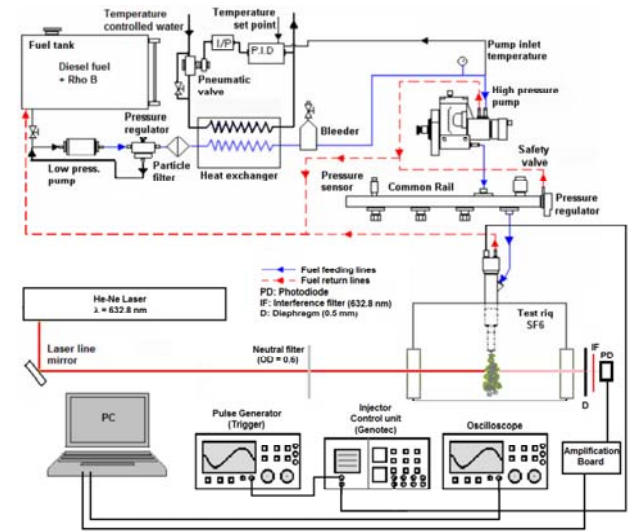 Temperature
controlled water
Temperature
set point
Fuel tank
Diesel fuel
+ Rho B
I/P
P.I.D
Pneumatic
valve
Pump inlet
temperature
High pressure
pump
Pressure
regulator
Bleeder
Low press.
pump
Particle
filter
Heat exchanger
Safety
valve
Pressure
sensor
Common Rail
Pressure
regulator
Fuel feeding lines
Fuel return lines
PD: Photodiode
IF: Interference filter (632.8 nm)
D: Diaphragm (0.5 mm)
He-Ne Laser
λ = 632.8 nm
Test rig
SF6
Laser line
mirror
Neutral filter
(OD = 0.6)
IF
PD
D
PC
Pulse Generator
(Trigger)
Injector
Control unit
(Genotec)
Oscilloscope
Amplification
Board